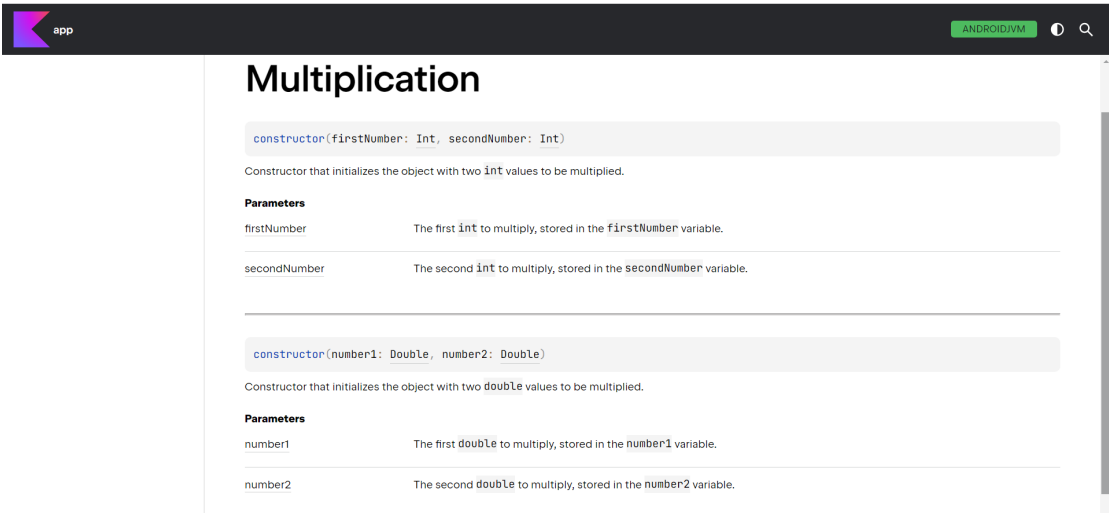 app
ANDROIDJVM
Multiplication
constructor(firstNumber: Int, secondNumber: Int)
Constructor that initializes the object with two int values to be multiplied.
Parameters
firstNumber The first int to multiply, stored in the firstNumber variable.
secondNumber The second int to multiply, stored in the secondNumber variable.
constructor(number1: Double, number2: Double)
Constructor that initializes the object with two double values to be multiplied.
Parameters
number1 The first double to multiply, stored in the number1 variable.
number2 The second double to multiply, stored in the number2 variable.